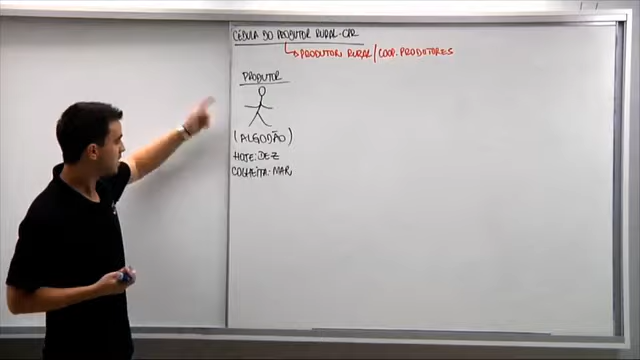 CÉDULA DO PRODUTOR RURAL - CPR
PRODUTOR RURAL / COOP. PRODUTORES
PRODUTOR
(ALGODÃO)
HOJE: DEZ
COLHEITA: MAR